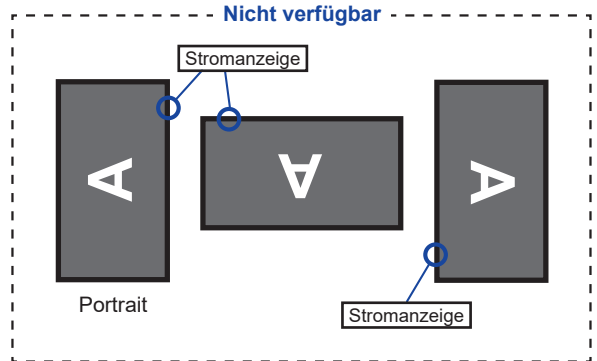 Nicht verfügbar
Stromanzeige
A
A
A
Portrait
Stromanzeige